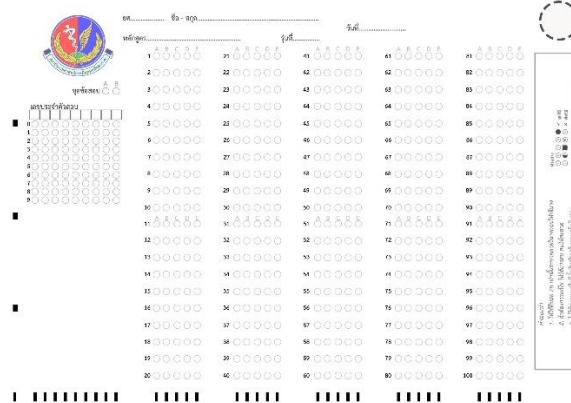 ยศ................ ชื่อ - สกุล............................................................
วันที่........................
หลักสูตร................................................ รุ่นที่................
ชุดข้อสอบ A B
เลขประจำตัวสอบ
0
1
2
3
4
5
6
7
8
9
A B C D E A B C D E A B C D E A B C D E A B C D E
1 21 41 61 81
2 22 42 62 82
3 23 43 63 83
4 24 44 64 84
5 25 45 65 85
6 26 46 66 86
7 27 47 67 87
8 28 48 68 88
9 29 49 69 89
10 30 50 70 90
A B C D E A B C D E A B C D E A B C D E A B C D E
11 31 51 71 91
12 32 52 72 92
13 33 53 73 93
14 34 54 74 94
15 35 55 75 95
16 36 56 76 96
17 37 57 77 97
18 38 58 78 98
19 39 59 79 99
20 40 60 80 100